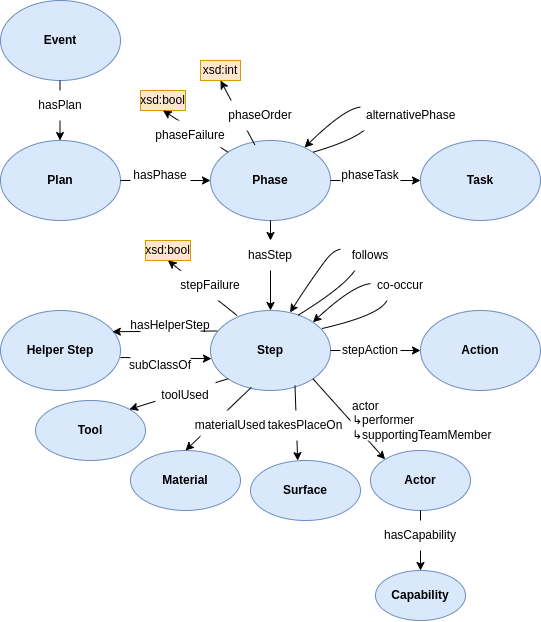 Event
xsd:int
hasPlan
xsd:bool
phaseOrder
alternativePhase
phaseFailure
Plan
hasPhase
Phase
phaseTask
Task
hasStep
xsd:bool
follows
stepFailure
co-occur
hasHelperStep
Helper Step
subClassOf
Step
stepAction
Action
toolUsed
actor
↳performer
↳supportingTeamMember
Tool
materialUsed
takesPlaceOn
Material
Surface
Actor
hasCapability
Capability